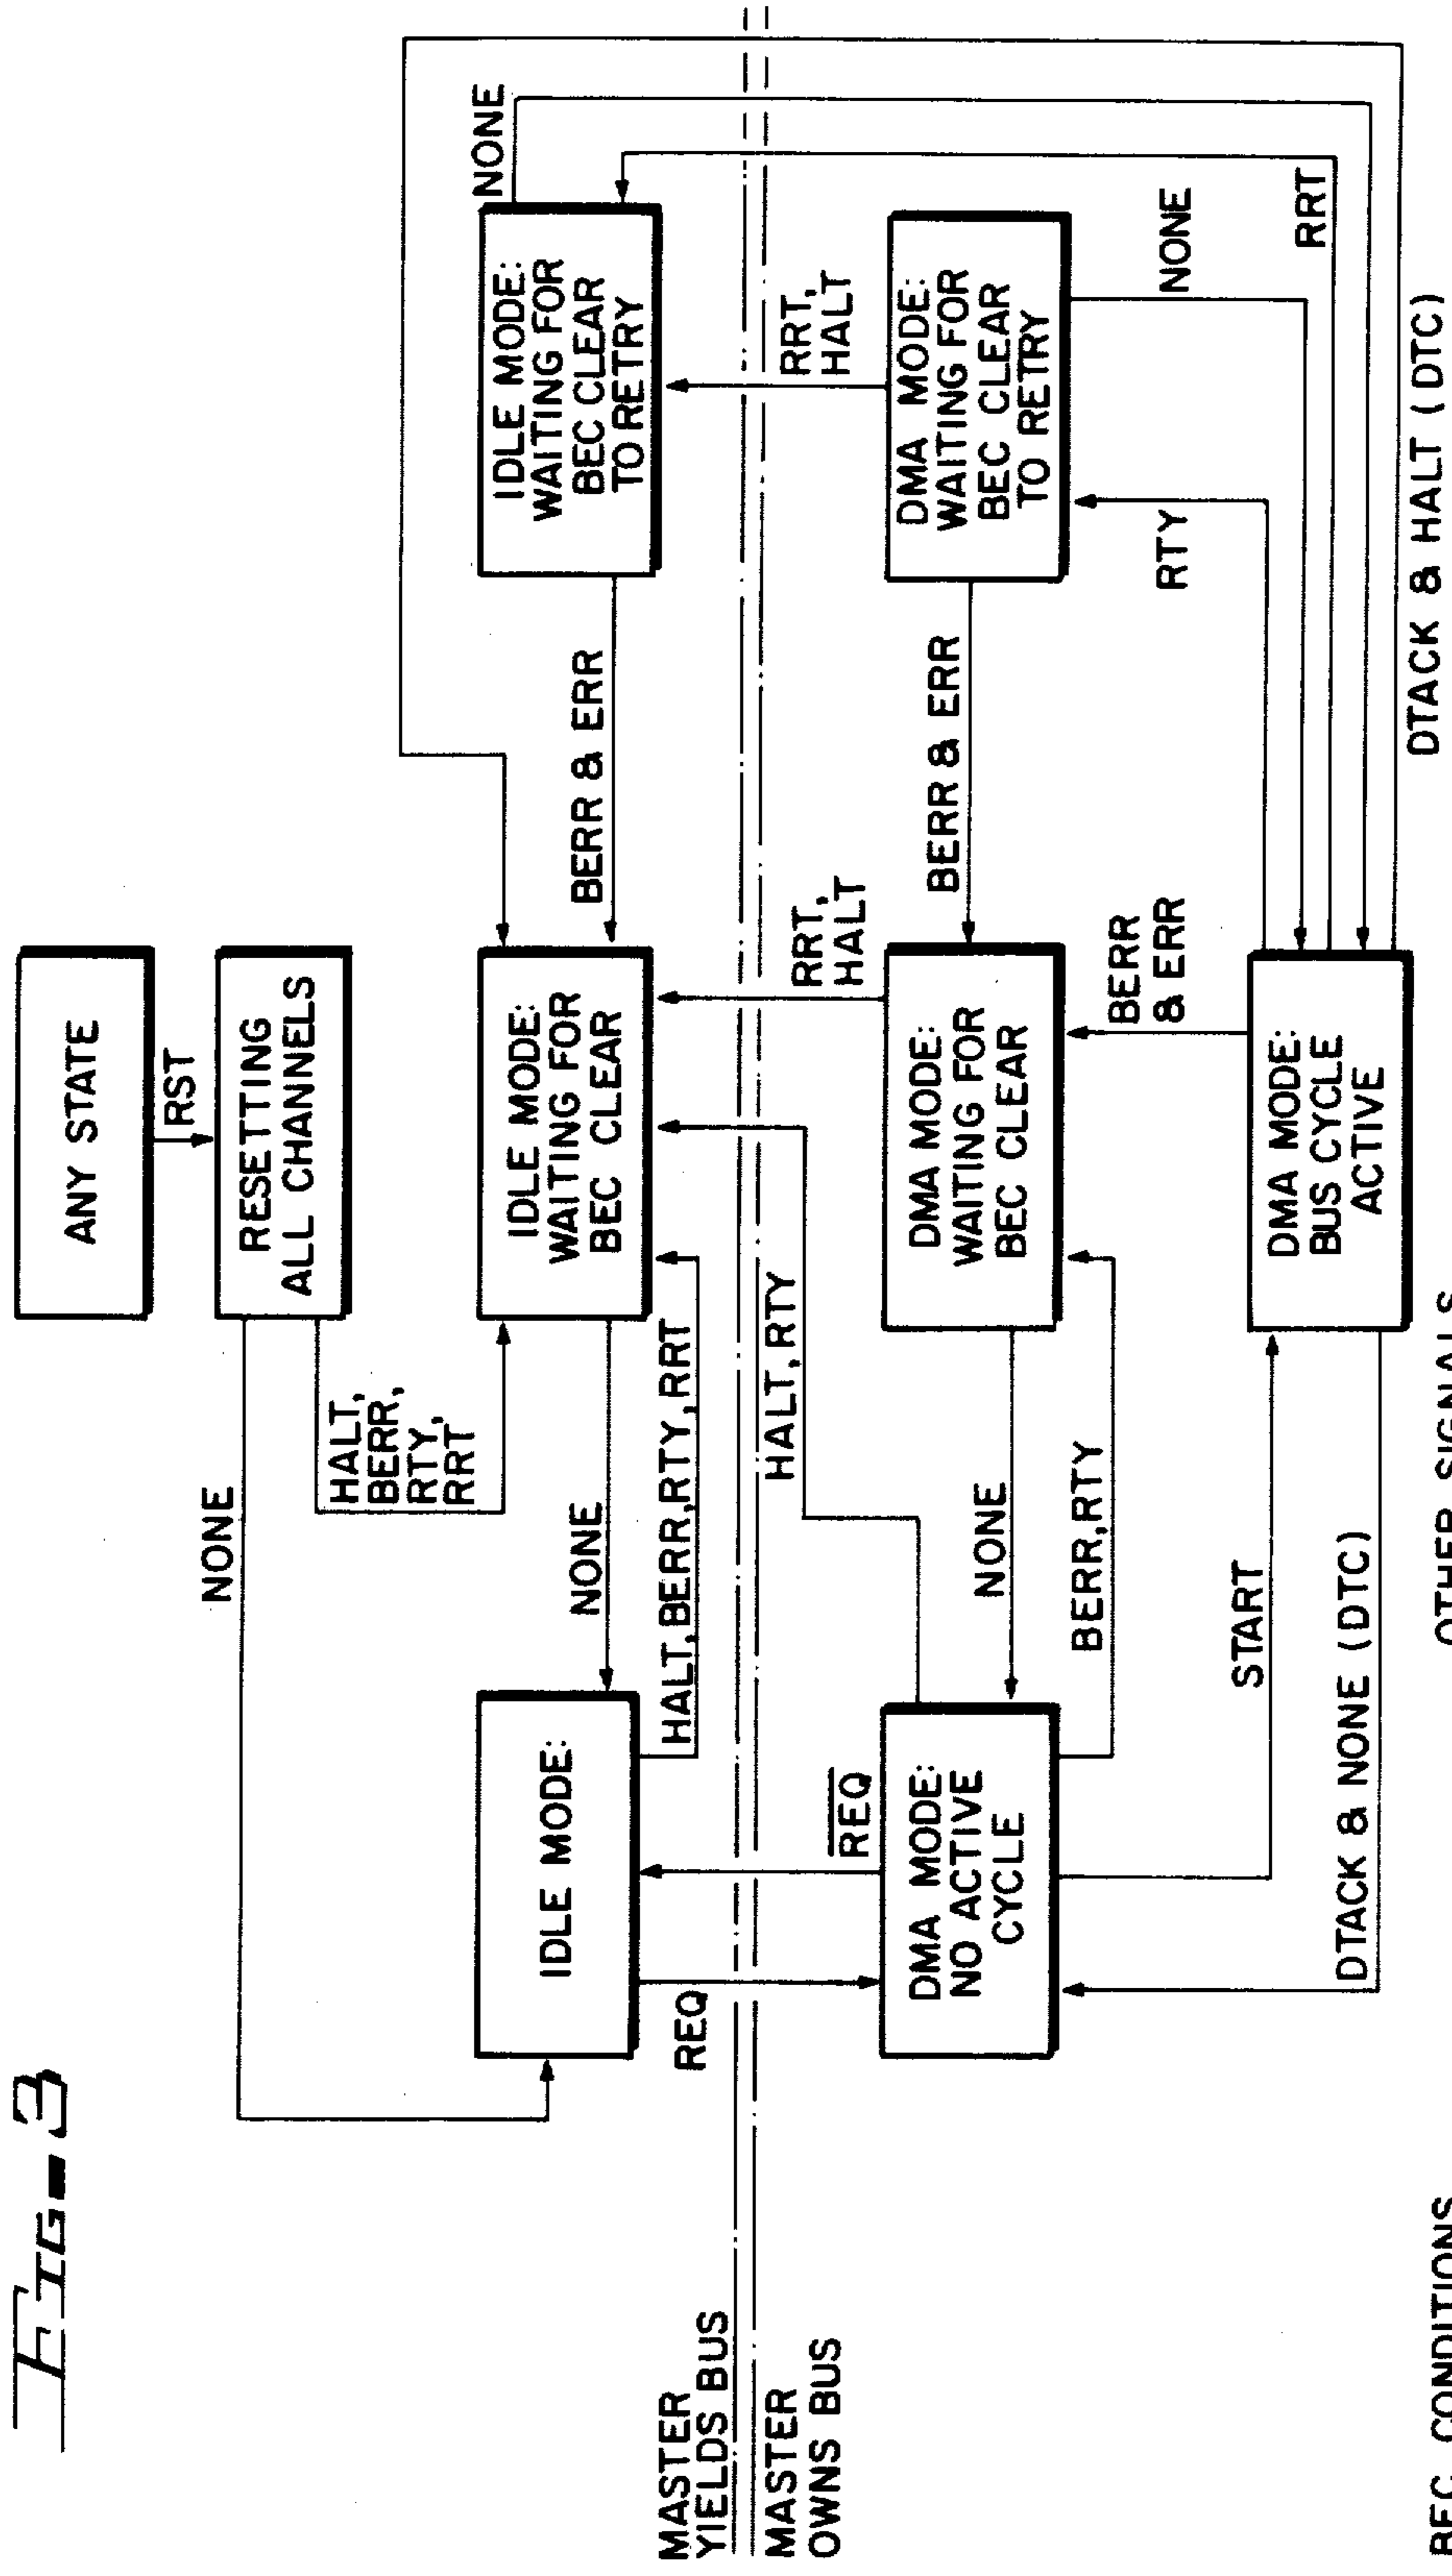 FIG-3
ANY STATE
RST
RESETTING
ALL CHANNELS
NONE
HALT,
BERR,
RTY,
RRT
IDLE MODE:
NONE
HALT,BERR,RTY,RRT
IDLE MODE:
WAITING FOR
BEC CLEAR
BERR & ERR
IDLE MODE:
WAITING FOR
BEC CLEAR
TO RETRY
NONE
MASTER
YIELDS BUS
MASTER
OWNS BUS
REQ
REQ
HALT,RTY
RRT,
HALT
RRT,
HALT
DMA MODE:
NO ACTIVE
CYCLE
NONE
BERR,RTY
DMA MODE:
WAITING FOR
BEC CLEAR
BERR & ERR
DMA MODE:
WAITING FOR
BEC CLEAR
TO RETRY
BERR
& ERR
RTY
NONE
START
DMA MODE:
BUS CYCLE
ACTIVE
RRT
DTACK & NONE (DTC)
DTACK & HALT (DTC)
BEC CONDITIONS
OTHER SIGNALS